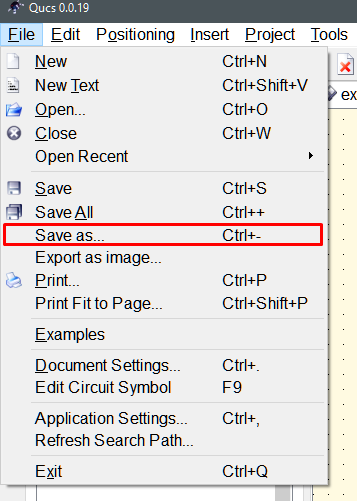 Qucs 0.0.19
File Edit Positioning Insert Project Tools
New Ctrl+N
New Text Ctrl+Shift+V
Open... Ctrl+O
Close Ctrl+W
Open Recent
ex
Save Ctrl+S
Save All Ctrl++
Save as... Ctrl+-
Export as image...
Print... Ctrl+P
Print Fit to Page... Ctrl+Shift+P
Examples
Document Settings... Ctrl+.
Edit Circuit Symbol F9
Application Settings... Ctrl+,
Refresh Search Path...
Exit Ctrl+Q